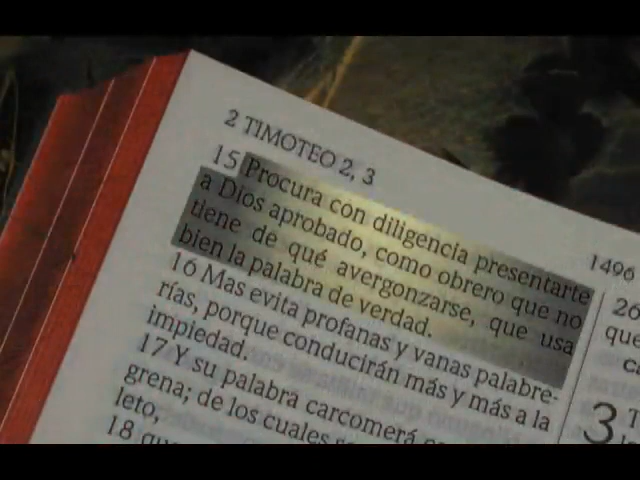 2 TIMOTEO 2, 3
1496
15 Procura con diligencia presentarte
a Dios aprobado, como obrero que no
tiene de qué avergonzarse, que usa
bien la palabra de verdad.
16 Mas evita profanas y vanas palabre-
rías, porque conducirán más y más a la
impiedad.
17 Y su palabra carcomerá
grena; de los cuales
leto,
18
26
que
3